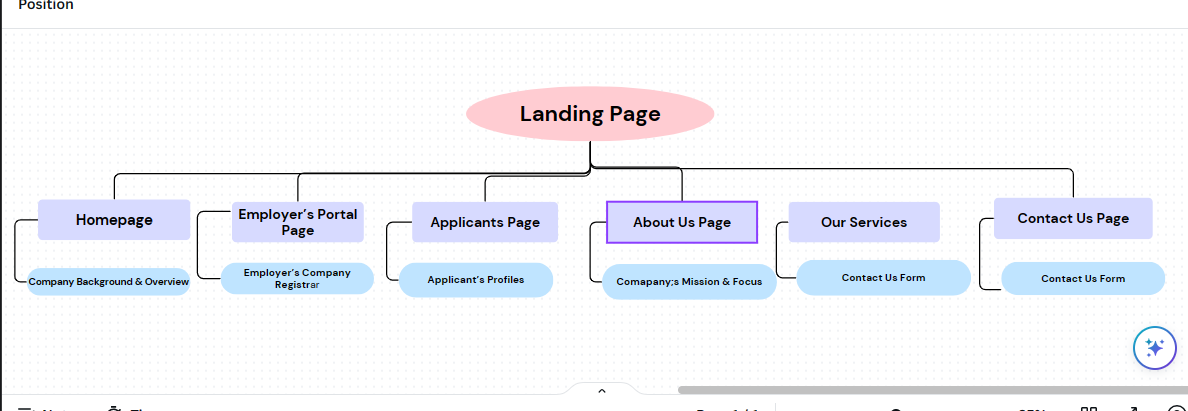 Position
Landing Page
Homepage
Employer's Portal
Page
Applicants Page
About Us Page
Our Services
Contact Us Page
Company Background & Overview
Employer's Company
Registrar
Applicant's Profiles
Comapany;s Mission & Focus
Contact Us Form
Contact Us Form